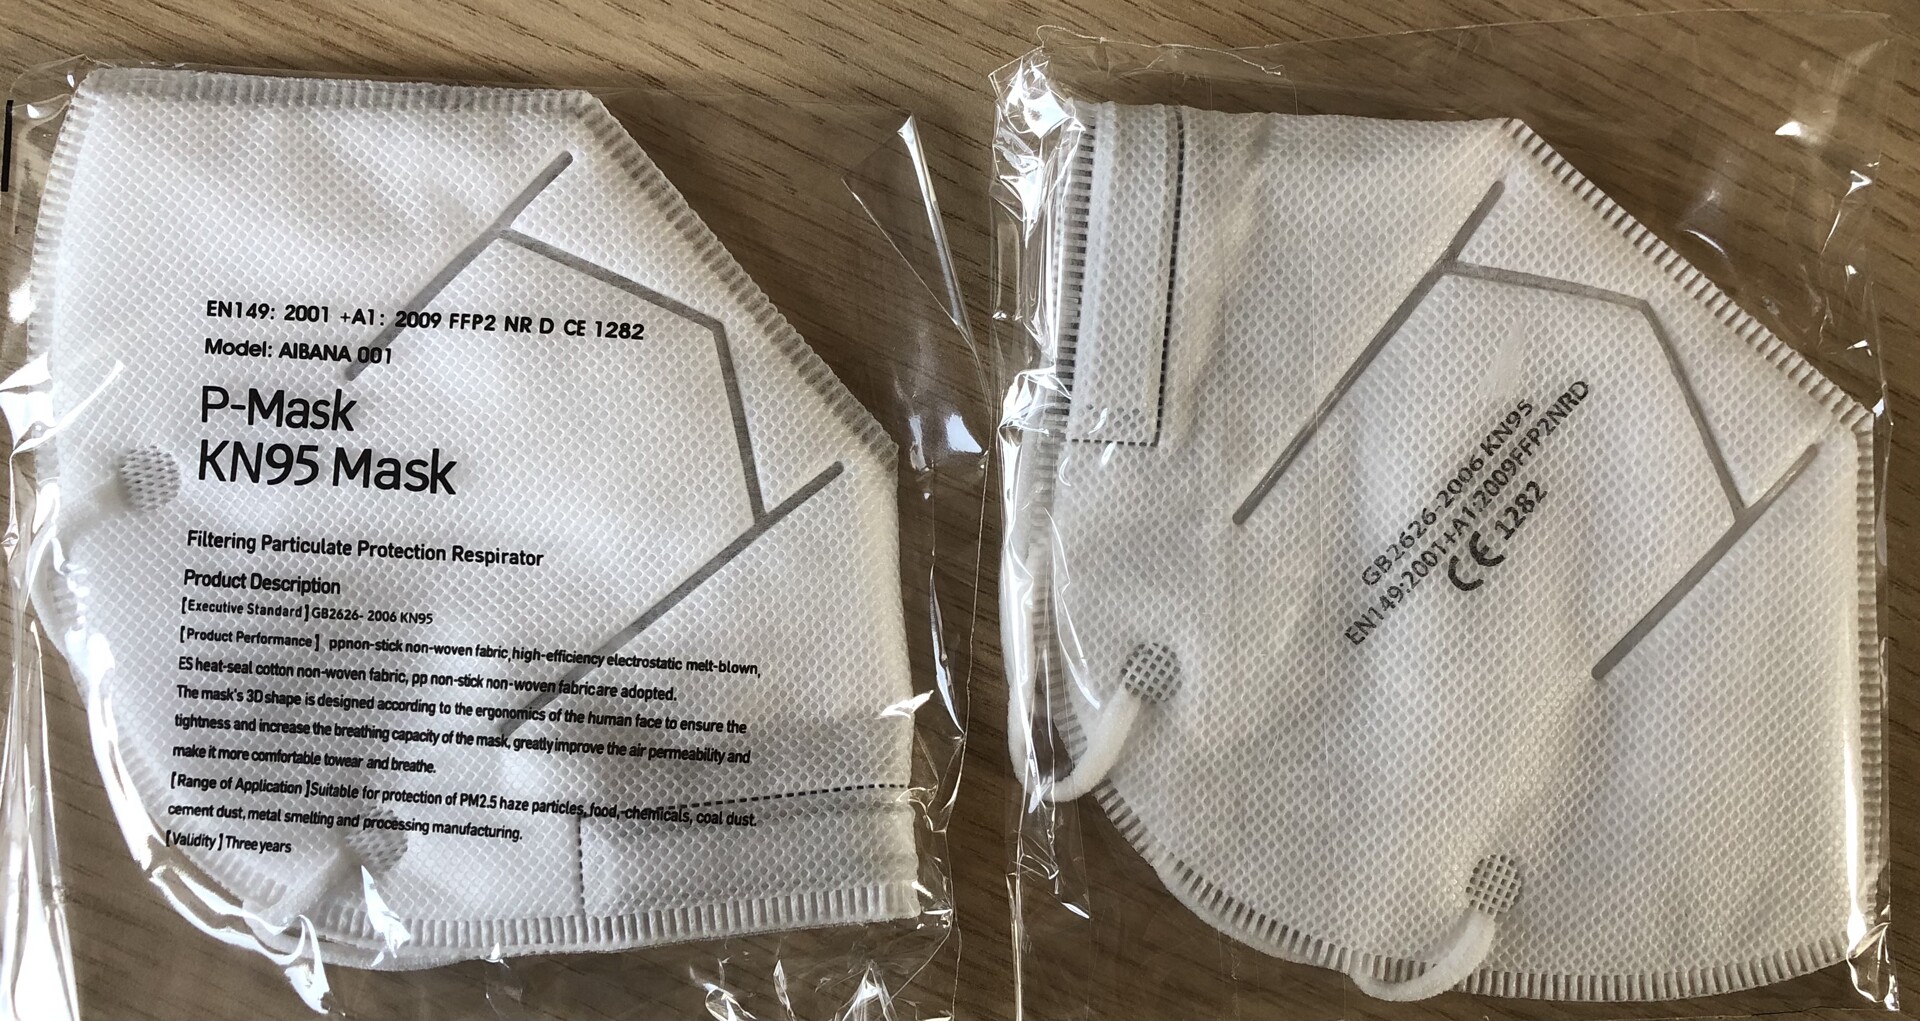 EN149: 2001 +A1: 2009 FFP2 NR D CE 1282
Model: AIBANA 001
P-Mask
KN95 Mask
Filtering Particulate Protection Respirator
Product Description
[Executive Standard] GB2626- 2006 KN95
[Product Performance] ppnon-stick non-woven fabric,high-efficiency electrostatic melt-blown,
ES heat-seal cotton non-woven fabric, pp non-stick non-woven fabric are adopted.
The mask's 3D shape is designed according to the ergonomics of the human face to ensure the
tightness and increase the breathing capacity of the mask, greatly improve the air permeability and
make it more comfortable towear and breathe.
[Range of Application ]Suitable for protection of PM2.5 haze particles, food,-chemicals, coal dust.
cement dust, metal smelting and processing manufacturing.
[Validity] Three years
GB2626-2006 KN95
EN149:2001+A1:2009FFP2NRD
CE 1282